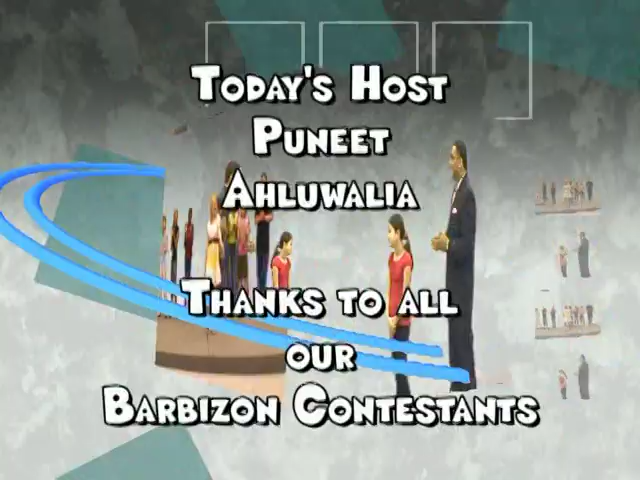 Today's Host
Puneet
Ahluwalia
Thanks to all
our
Barbizon Contestants